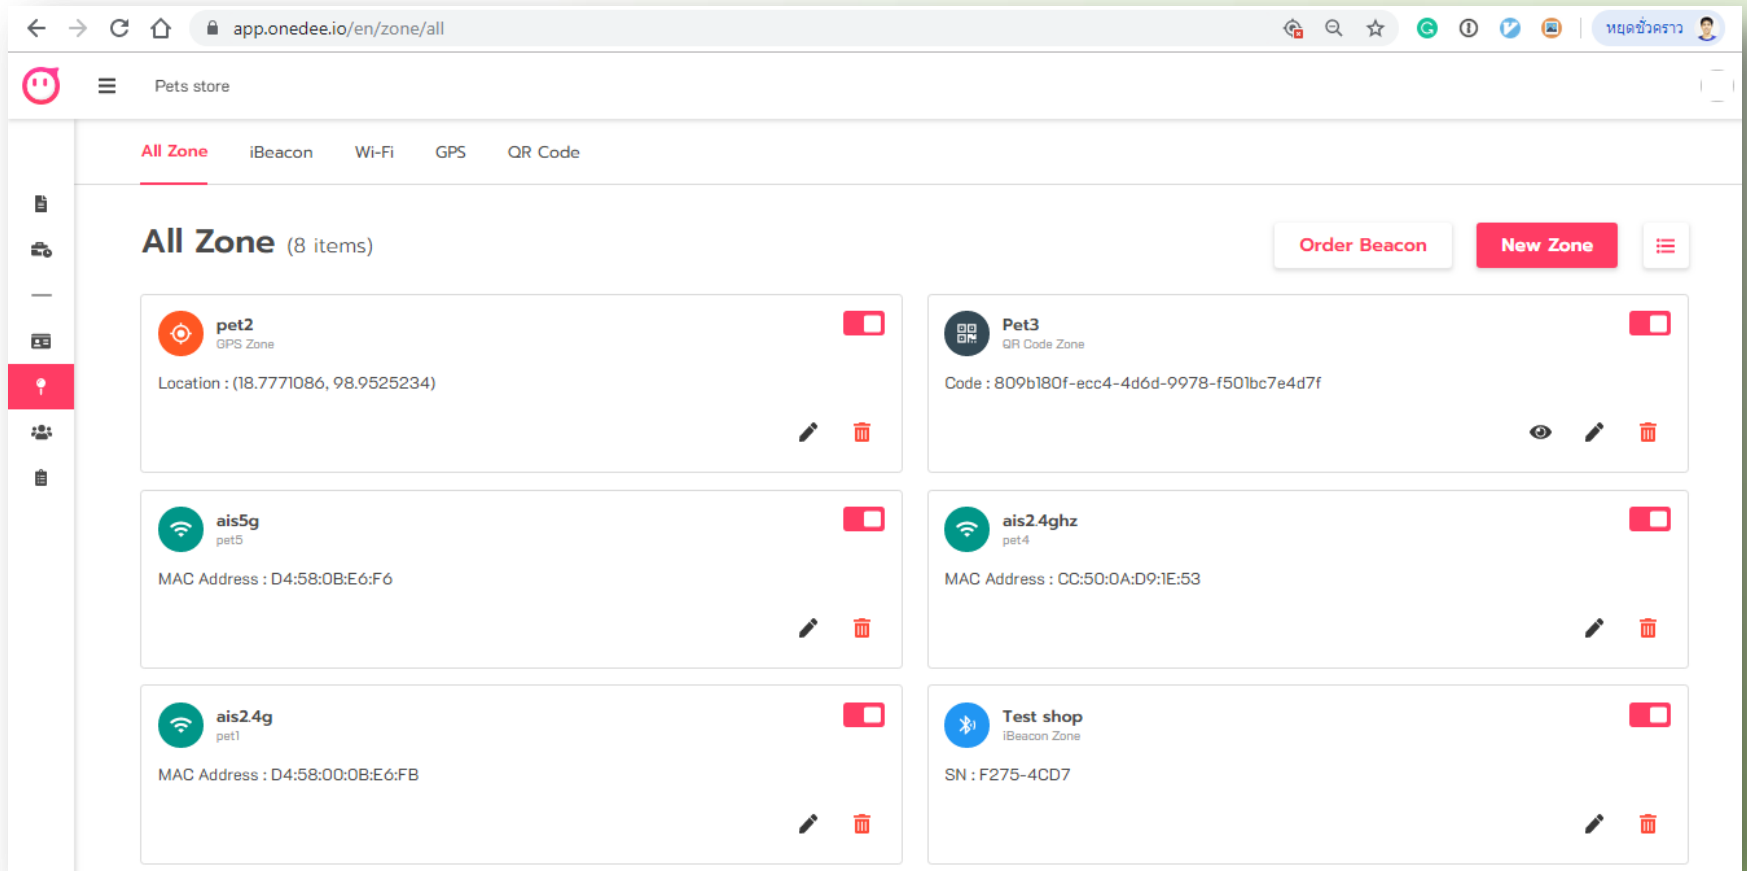 app.onedee.io/en/zone/all
หยุดชั่วคราว
Pets store
All Zone iBeacon Wi-Fi GPS QR Code
All Zone (8 items)
Order Beacon
New Zone
pet2
GPS Zone
Location : (18.7771086, 98.9525234)
Pet3
QR Code Zone
Code : 809b180f-ecc4-4d6d-9978-f501bc7e4d7f
ais5g
pet5
MAC Address : D4:58:0B:E6:F6
ais2.4ghz
pet4
MAC Address : CC:50:0A:D9:1E:53
ais2.4g
pet1
MAC Address : D4:58:00:0B:E6:FB
Test shop
iBeacon Zone
SN : F275-4CD7